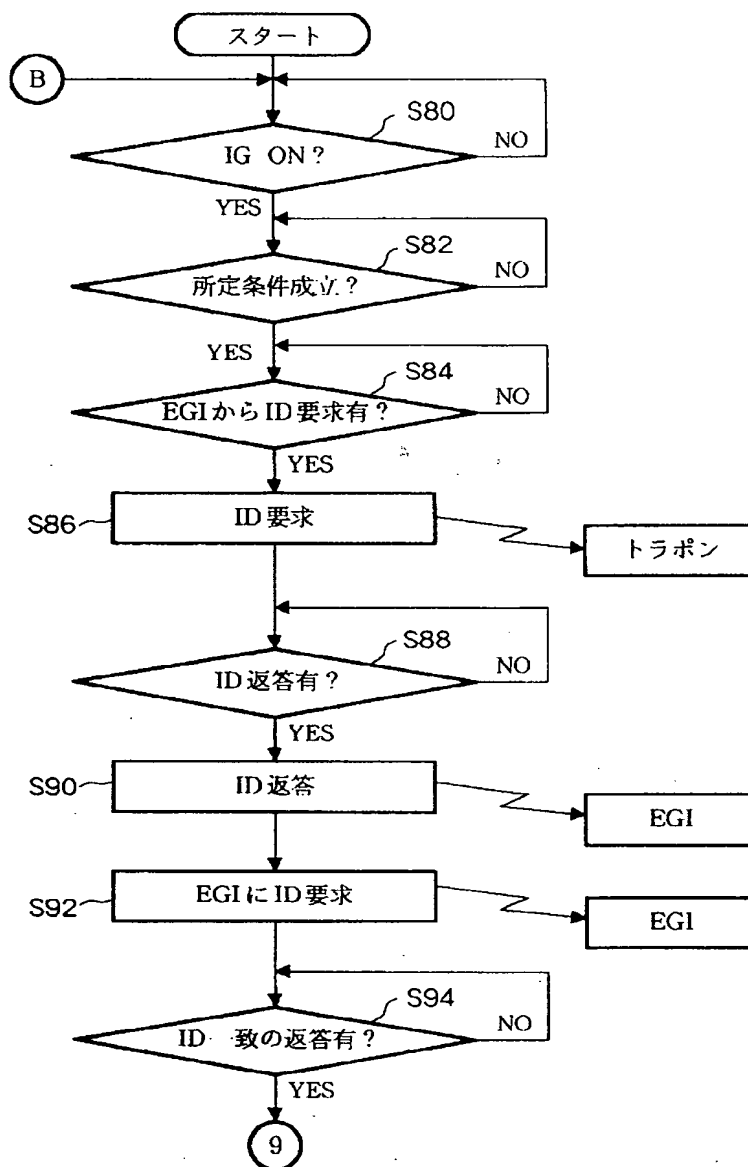 スタート
B
S80
IG ON?
NO
YES
S82
所定条件成立?
NO
YES
S84
EGIからID要求有?
NO
YES
S86
ID要求
トラポン
S88
ID返答有?
NO
YES
S90
ID返答
EGI
S92
EGIにID要求
EGI
S94
ID一致の返答有?
NO
YES
9